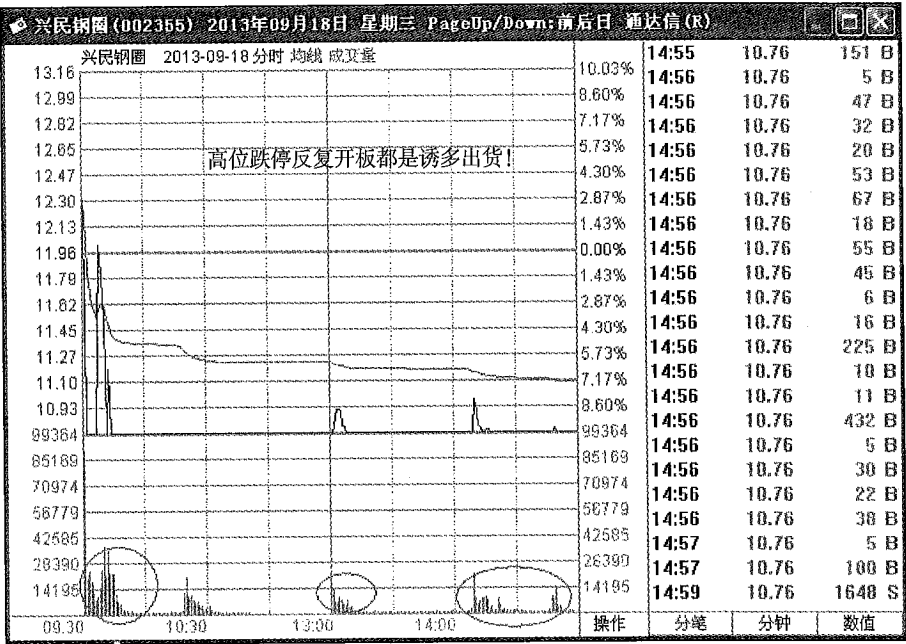 兴民钢圈(002355) 2013年09月18日 星期三 PageUp/Down:前后日 通达信(R)
兴民钢圈 2013-09-18分时 均线 成交量
13.16 10.03%
12.99 8.60%
12.82 7.17%
12.65 5.73%
12.47 4.30%
12.30 2.87%
12.13 1.43%
11.96 0.00%
11.79 1.43%
11.62 2.87%
11.45 4.30%
11.27 5.73%
11.10 7.17%
10.93 8.60%
99364 99364
85169 85169
70974 70974
56779 56779
42585 42585
28390 28390
14195 14195
高位跌停反复开板都是诱多出货!
09:30 10:30 13:00 14:00
14:55 10.76 151 B
14:56 10.76 5 B
14:56 10.76 47 B
14:56 10.76 32 B
14:56 10.76 20 B
14:56 10.76 53 B
14:56 10.76 67 B
14:56 10.76 18 B
14:56 10.76 55 B
14:56 10.76 45 B
14:56 10.76 6 B
14:56 10.76 16 B
14:56 10.76 225 B
14:56 10.76 10 B
14:56 10.76 11 B
14:56 10.76 432 B
14:56 10.76 5 B
14:56 10.76 30 B
14:56 10.76 22 B
14:56 10.76 38 B
14:57 10.76 5 B
14:57 10.76 100 B
14:59 10.76 1648 S
操作 分笔 分钟 数值